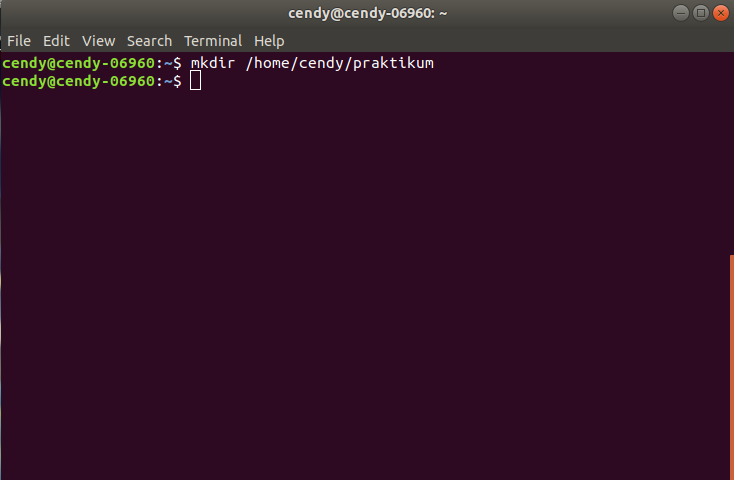 cendy@cendy-06960: ~
File Edit View Search Terminal Help
cendy@cendy-06960:~$ mkdir /home/cendy/praktikum
cendy@cendy-06960:~$